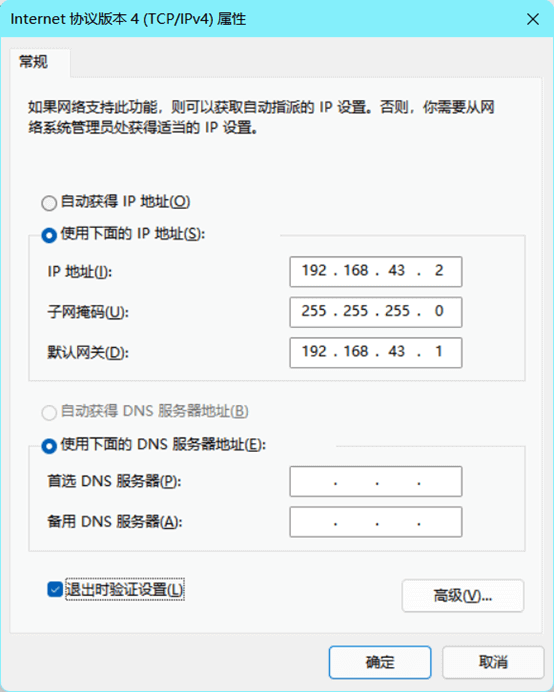 Internet 协议版本 4 (TCP/IPv4) 属性
常规
如果网络支持此功能，则可以获取自动指派的 IP 设置。否则，你需要从网
络系统管理员处获得适当的 IP 设置。
自动获得 IP 地址(O)
使用下面的 IP 地址(S):
IP 地址(I): 192 . 168 . 43 . 2
子网掩码(U): 255 . 255 . 255 . 0
默认网关(D): 192 . 168 . 43 . 1
自动获得 DNS 服务器地址(B)
使用下面的 DNS 服务器地址(E):
首选 DNS 服务器(P): . . .
备用 DNS 服务器(A): . . .
退出时验证设置(L)
高级(V)...
确定 取消